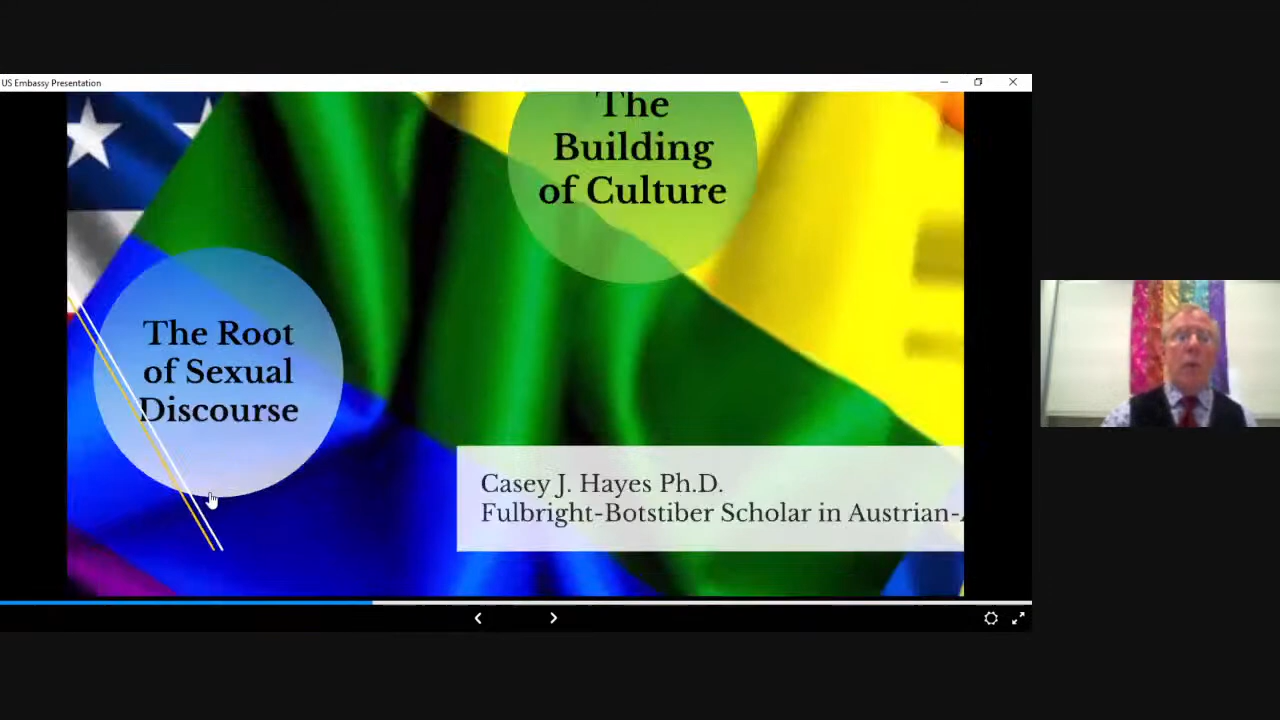 US Embassy Presentation
The
Building
of Culture
The Root
of Sexual
Discourse
Casey J. Hayes Ph.D.
Fulbright-Botstiber Scholar in Austrian-